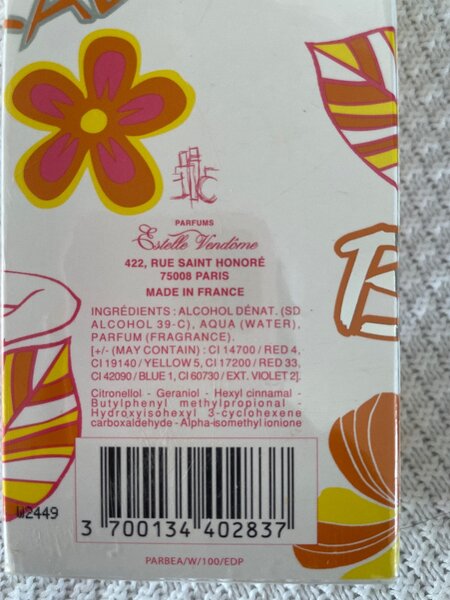 PARFUMS
Estelle Vendôme
422, RUE SAINT HONORÉ
75008 PARIS
MADE IN FRANCE
INGRÉDIENTS : ALCOHOL DÉNAT. (SD
ALCOHOL 39-C), AQUA (WATER),
PARFUM (FRAGRANCE).
[+/- (MAY CONTAIN) : CI 14700 / RED 4,
CI 19140 / YELLOW 5, CI 17200 / RED 33,
CI 42090 / BLUE 1, CI 60730 / EXT. VIOLET 2].
Citronellol - Geraniol - Hexyl cinnamal -
Butylphenyl methylpropional -
Hydroxyisohexyl 3-cyclohexene
carboxaldehyde - Alpha-isomethyl ionione
W2449
3 700134 402837
PARBEA/W/100/EDP